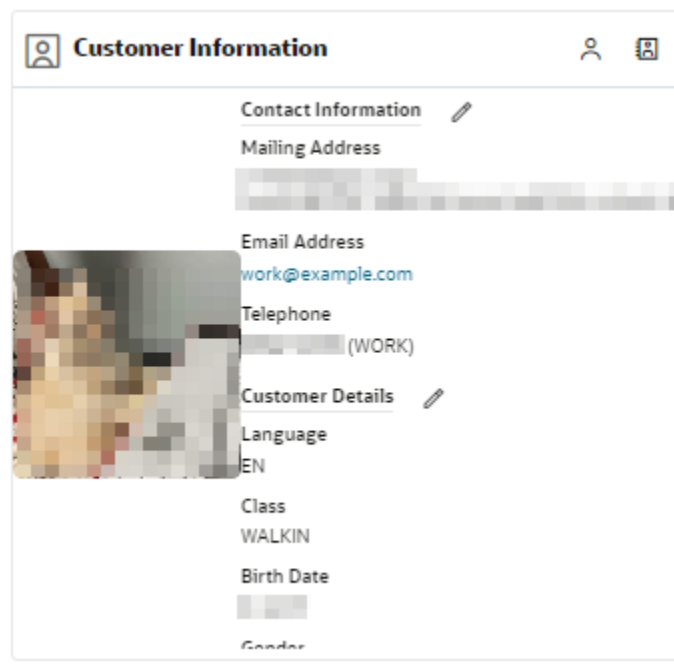 Customer Information
Contact Information
Mailing Address
Email Address
work@example.com
Telephone
(WORK)
Customer Details
Language
EN
Class
WALKIN
Birth Date
Gender